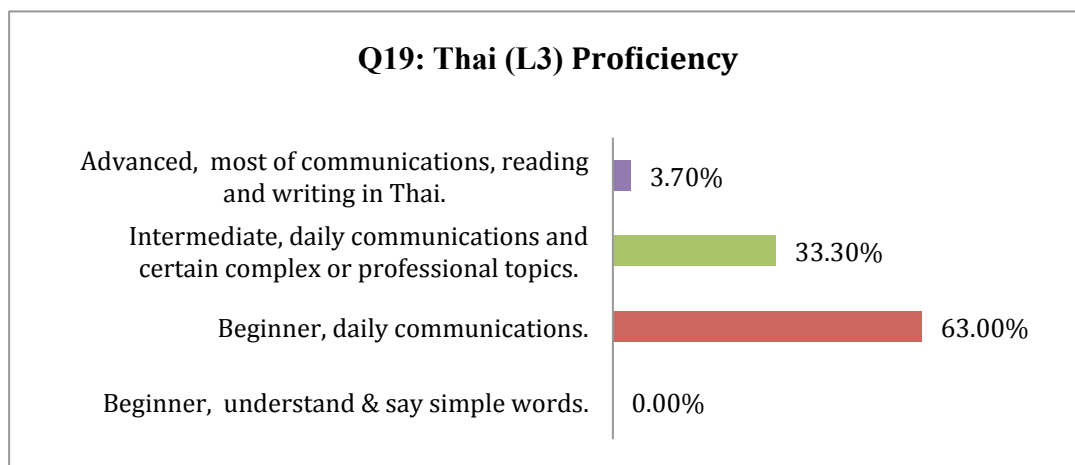 Q19: Thai (L3) Proficiency
Advanced,  most of communications, reading
and writing in Thai.
3.70%
Intermediate, daily communications and
certain complex or professional topics.
33.30%
Beginner, daily communications.
63.00%
Beginner,  understand & say simple words.
0.00%